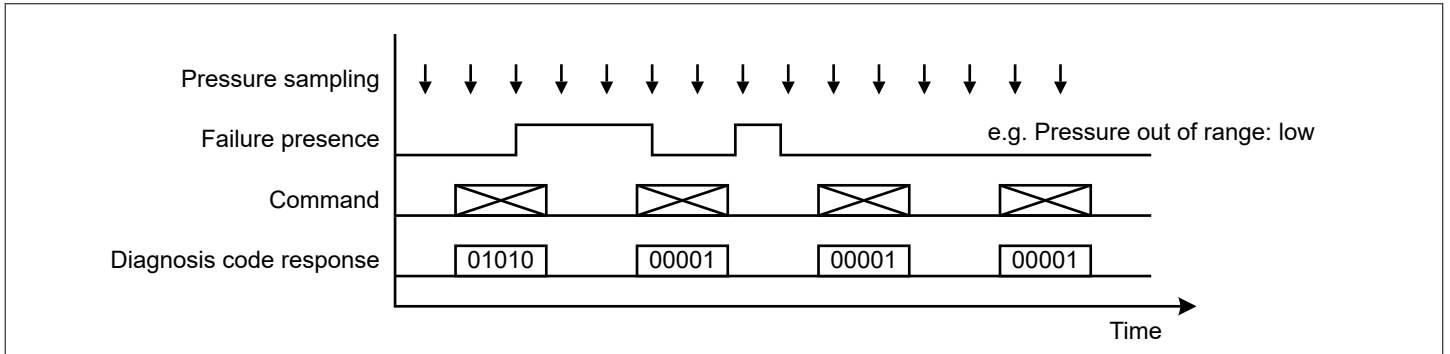 Pressure sampling
Failure presence
e.g. Pressure out of range: low
Command
Diagnosis code response
01010
00001
00001
00001
Time